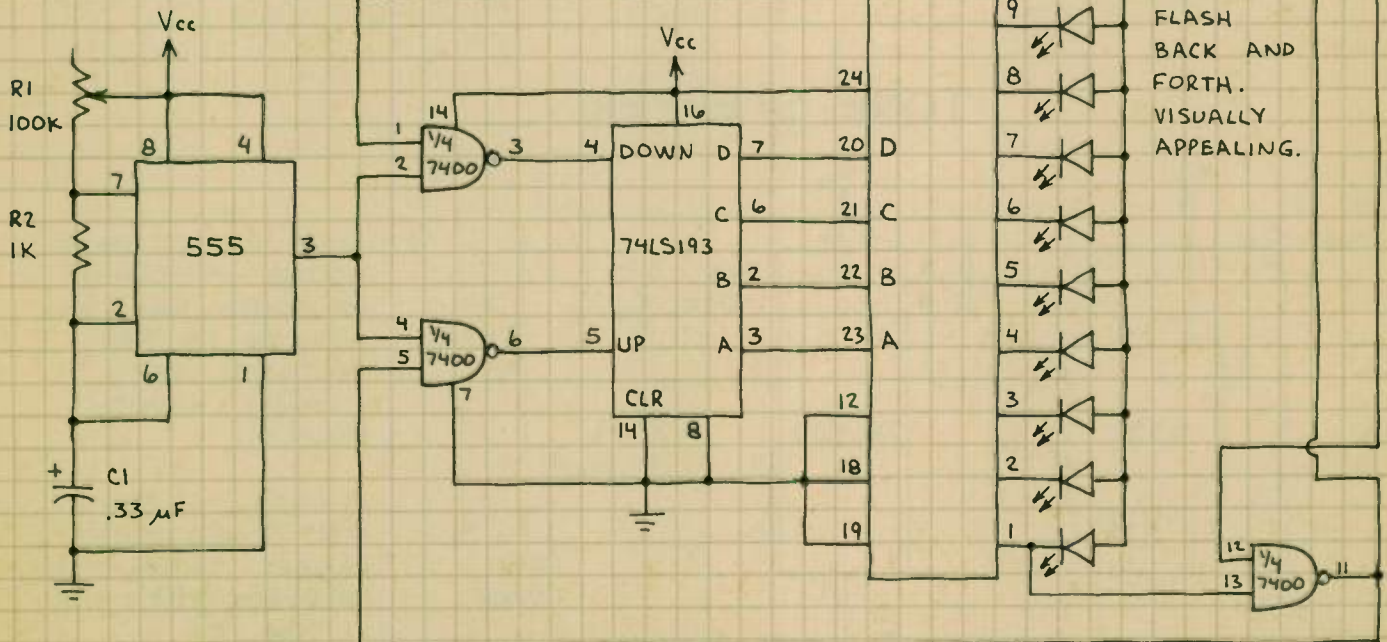 9
FLASH
BACK AND
FORTH.
VISUALLY
APPEALING.
Vcc
Vcc
R1
100K
8
4
14
16
24
8
1
2
1/4
7400
3
4
DOWN
D
7
20
D
7
7
R2
1K
555
3
C
6
21
C
6
74LS193
B
2
22
B
5
2
4
5
1/4
7400
6
5
UP
A
3
23
A
4
6
1
7
CLR
14
8
12
3
+
C1
.33 µF
18
2
19
1
12
13
1/4
7400
11